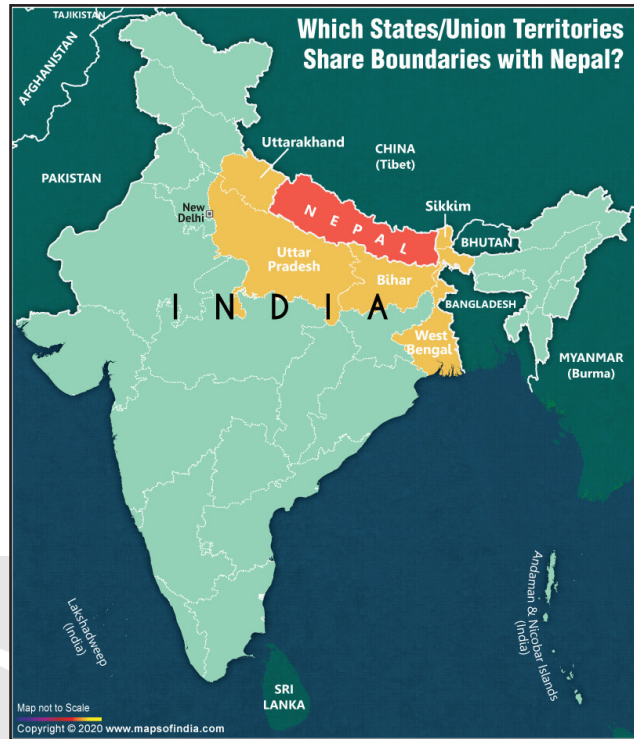 Which States/Union Territories
Share Boundaries with Nepal?
TAJIKISTAN
AFGHANISTAN
PAKISTAN
CHINA
(Tibet)
Uttarakhand
New
Delhi
NEPAL
Sikkim
BHUTAN
Uttar
Pradesh
Bihar
INDIA
BANGLADESH
West
Bengal
MYANMAR
(Burma)
Lakshadweep
(India)
Andaman & Nicobar Islands
(India)
SRI
LANKA
Map not to Scale
Copyright © 2020 www.mapsofindia.com